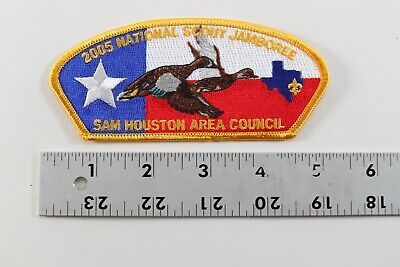 2005 NATIONAL SCOUT JAMBOREE
SAM HOUSTON AREA COUNCIL
1 2 3 4 5 6
23 22 21 20 19 18